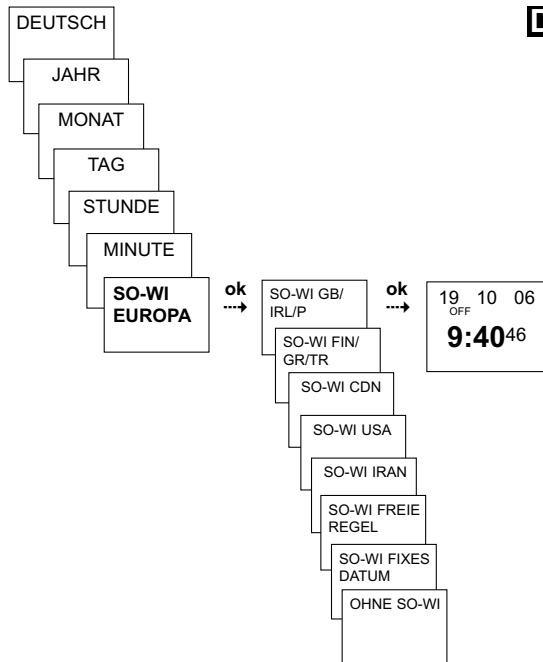 DEUTSCH
JAHR
MONAT
TAG
STUNDE
MINUTE
SO-WI
EUROPA
ok
SO-WI GB/
IRL/P
SO-WI FIN/
GR/TR
SO-WI CDN
SO-WI USA
SO-WI IRAN
SO-WI FREIE
REGEL
SO-WI FIXES
DATUM
OHNE SO-WI
ok
19 10 06
OFF
9:4046